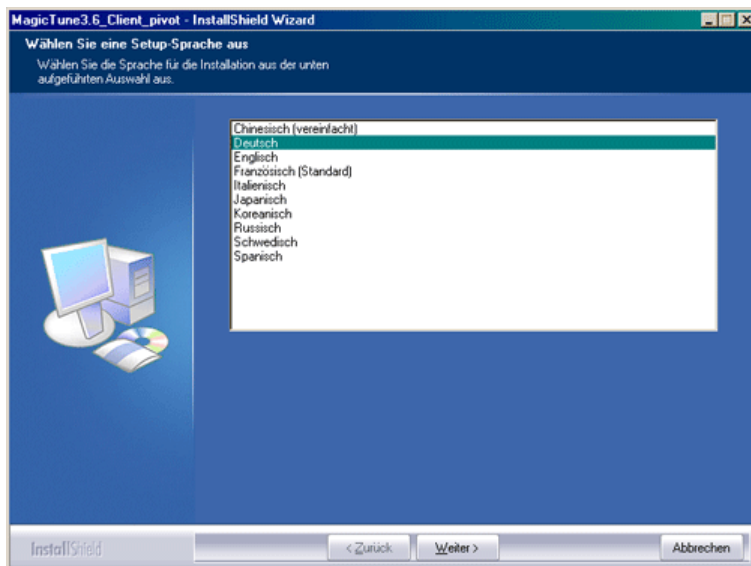 MagicTune3.6_Client_pivot - InstallShield Wizard
Wählen Sie eine Setup-Sprache aus
Wählen Sie die Sprache für die Installation aus der unten
aufgeführten Auswahl aus.
Chinesisch (vereinfacht)
Deutsch
Englisch
Französisch (Standard)
Italienisch
Japanisch
Koreanisch
Russisch
Schwedisch
Spanisch
InstallShield
< Zurück
Weiter >
Abbrechen